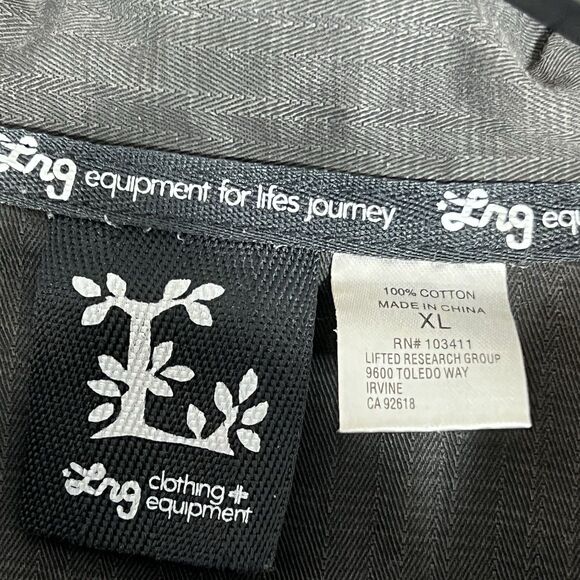 Lrg equipment for lifes journey Lrg equ
Lrg clothing +
equipment
100% COTTON
MADE IN CHINA
XL
RN# 103411
LIFTED RESEARCH GROUP
9600 TOLEDO WAY
IRVINE
CA 92618